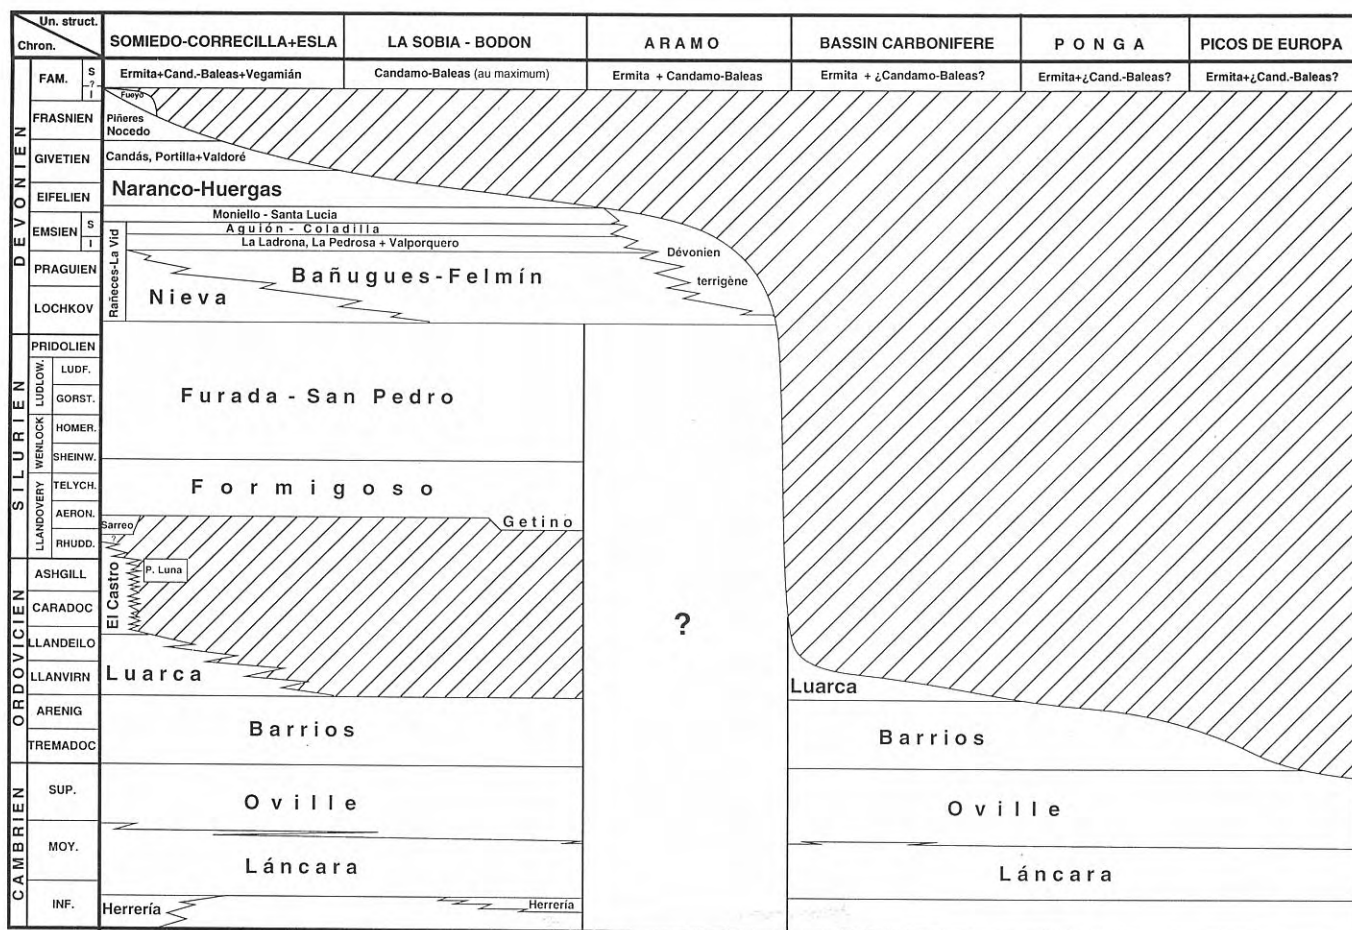 Un. struct.
Chron.
SOMIEDO-CORRECILLA+ESLA
LA SOBIA - BODON
ARAMO
BASSIN CARBONIFERE
PONGA
PICOS DE EUROPA
DEVONIEN
FAM.
S
?
I
Ermita+Cand.-Baleas+Vegamián
Candamo-Baleas (au maximum)
Ermita + Candamo-Baleas
Ermita + ¿Candamo-Baleas?
Ermita+¿Cand.-Baleas?
Ermita+¿Cand.-Baleas?
Fueyo
FRASNIEN
Piñeres
Nocedo
GIVETIEN
Candás, Portilla+Valdoré
EIFELIEN
Naranco-Huergas
EMSIEN
S
I
Moniello - Santa Lucia
Aguión - Coladilla
La Ladrona, La Pedrosa + Valporquero
Rañeces-La Vid
Dévonien
terrigène
PRAGUIEN
Bañugues-Felmín
Nieva
LOCHKOV
SILURIEN
PRIDOLIEN
LUDLOW.
LUDF.
GORST.
Furada - San Pedro
WENLOCK
HOMER.
SHEINW.
LLANDOVERY
TELYCH.
Formigoso
AERON.
Sarreo
Getino
?
RHUDD.
ORDOVICIEN
ASHGILL
El Castro
P. Luna
CARADOC
?
LLANDEILO
LLANVIRN
Luarca
Luarca
ARENIG
Barrios
Barrios
TREMADOC
CAMBRIEN
SUP.
Oville
Oville
MOY.
Láncara
Láncara
INF.
Herrería
Herrería